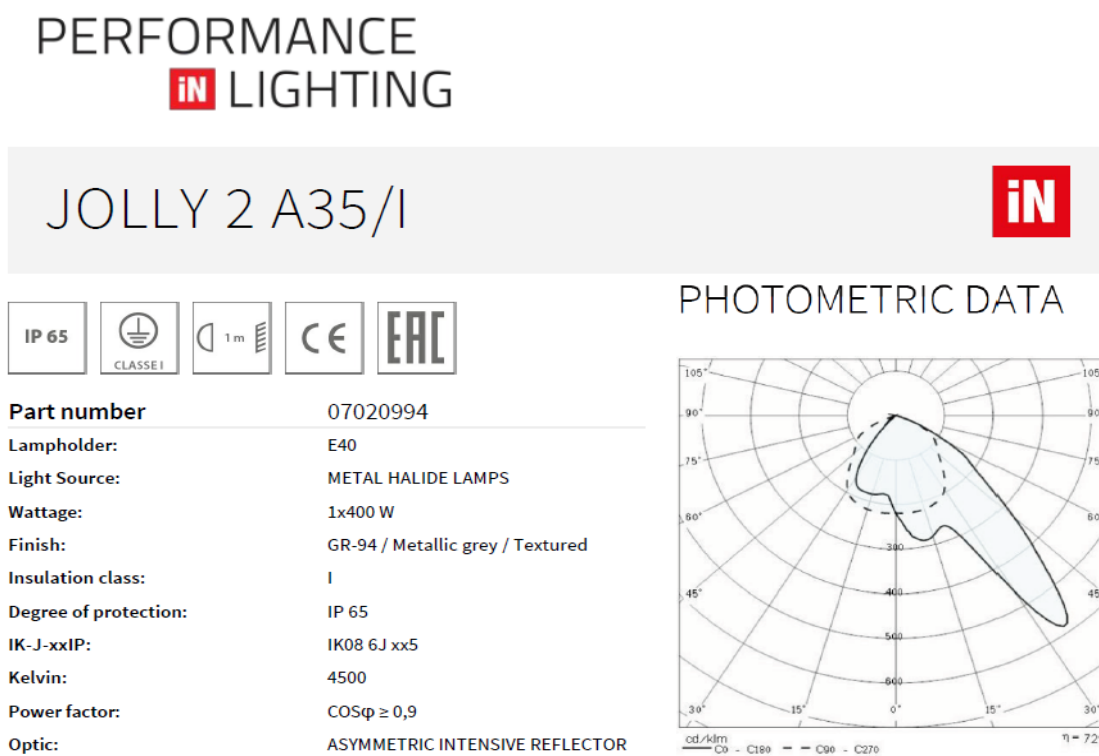 PERFORMANCE
iN LIGHTING
JOLLY 2 A35/I
iN
IP 65
CLASSE I
1 m
CE
EAC
Part number 07020994
Lampholder: E40
Light Source: METAL HALIDE LAMPS
Wattage: 1x400 W
Finish: GR-94 / Metallic grey / Textured
Insulation class: I
Degree of protection: IP 65
IK-J-xxIP: IK08 6J xx5
Kelvin: 4500
Power factor: COSφ ≥ 0,9
Optic: ASYMMETRIC INTENSIVE REFLECTOR
PHOTOMETRIC DATA
105° 105
90° 90
75° 75
60° 60
300
45° 400 45
500
600
30° 15° 0° 15° 30
cd/klm η = 72
C0 - C180 C90 - C270